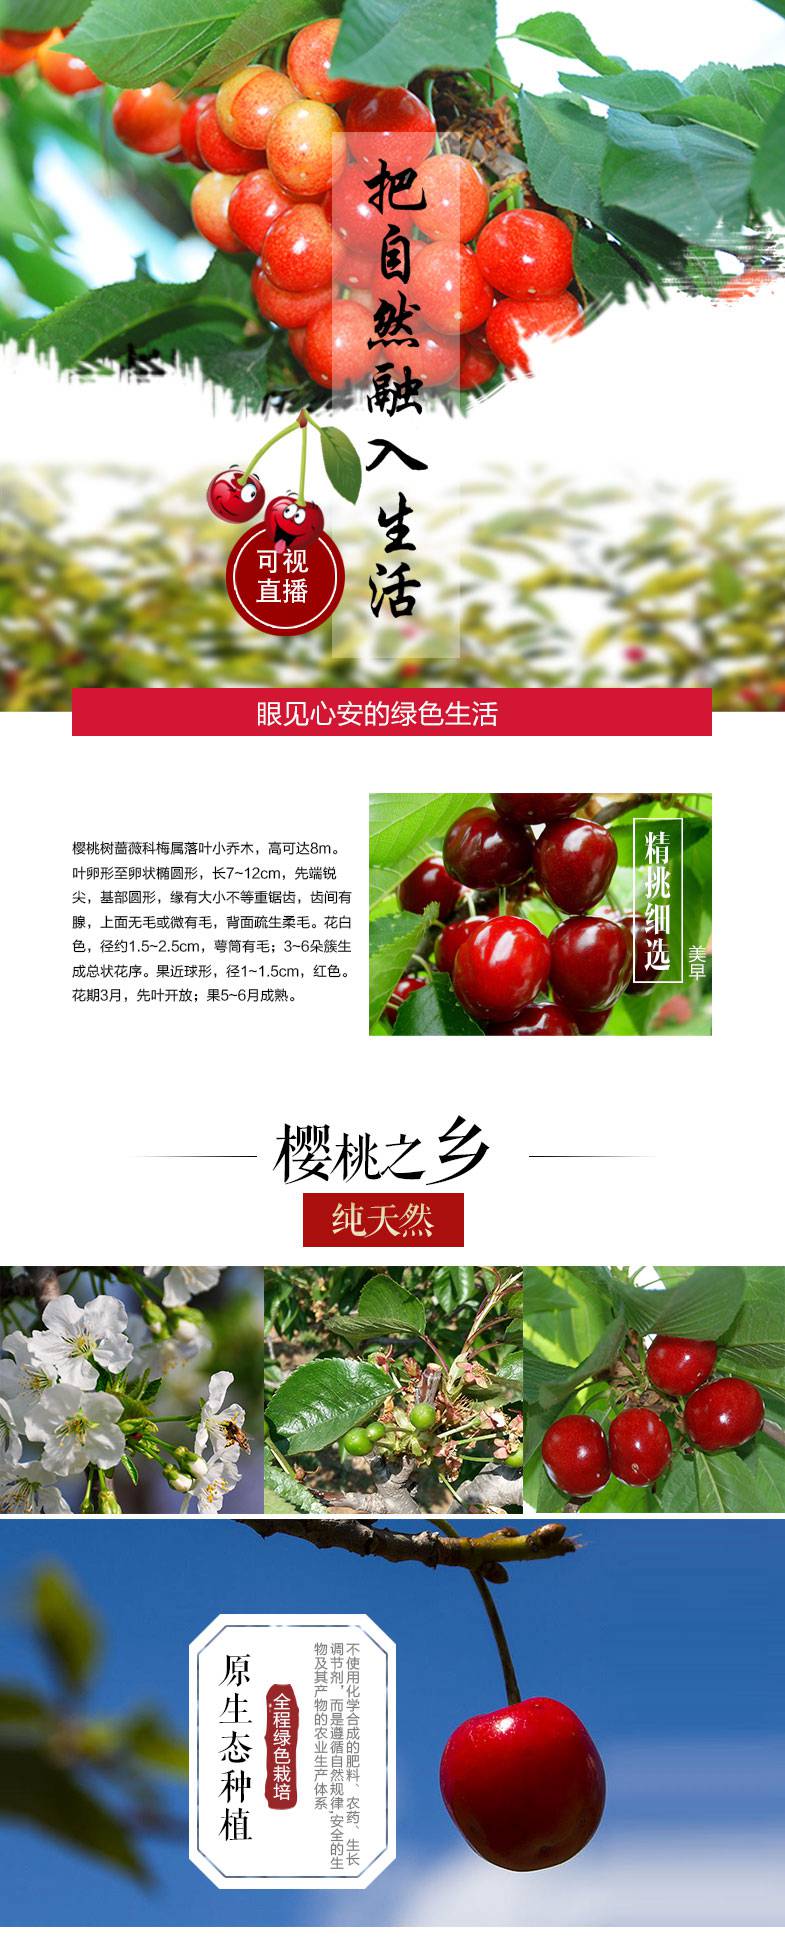 把自然融入生活
可视
直播
眼见心安的绿色生活
樱桃树蔷薇科梅属落叶小乔木，高可达8m。
叶卵形至卵状椭圆形，长7~12cm，先端锐
尖，基部圆形，缘有大小不等重锯齿，齿间有
腺，上面无毛或微有毛，背面疏生柔毛。花白
色，径约1.5~2.5cm，萼筒有毛；3~6朵簇生
成总状花序。果近球形，径1~1.5cm，红色。
花期3月，先叶开放；果5~6月成熟。
精挑细选
美早
樱桃之乡
纯天然
原生态种植
全程绿色栽培
不使用化学合成的肥料、农药、生长
调节剂，而是遵循自然规律,安全的生
物及其产物的农业生产体系